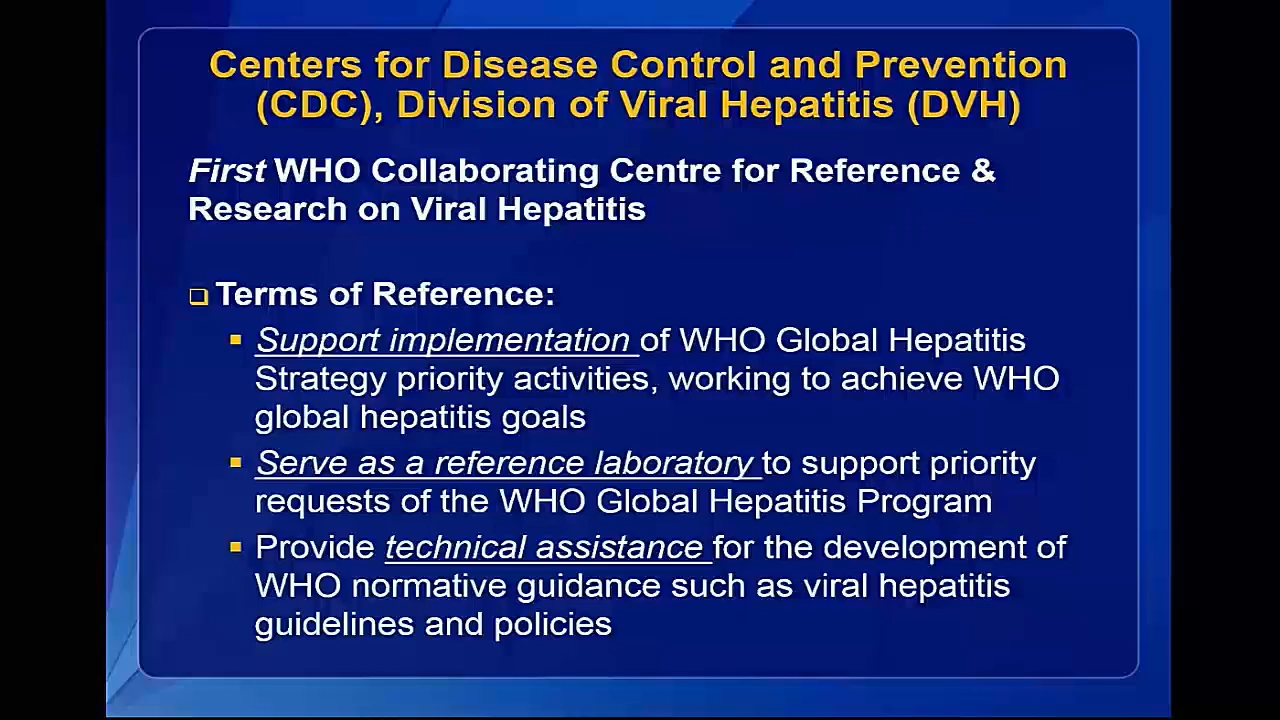 Centers for Disease Control and Prevention
(CDC), Division of Viral Hepatitis (DVH)
First WHO Collaborating Centre for Reference &
Research on Viral Hepatitis
Terms of Reference:
Support implementation of WHO Global Hepatitis
Strategy priority activities, working to achieve WHO
global hepatitis goals
Serve as a reference laboratory to support priority
requests of the WHO Global Hepatitis Program
Provide technical assistance for the development of
WHO normative guidance such as viral hepatitis
guidelines and policies